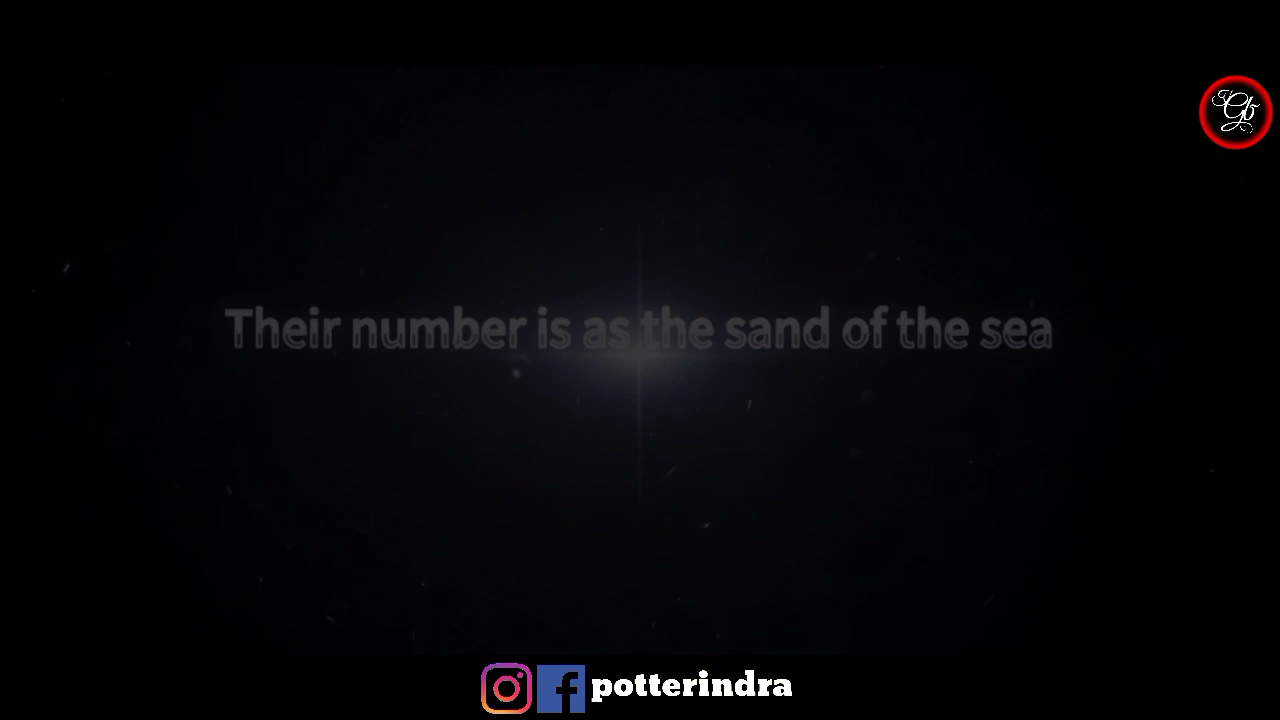 Their number is as the sand of the sea
potterindra